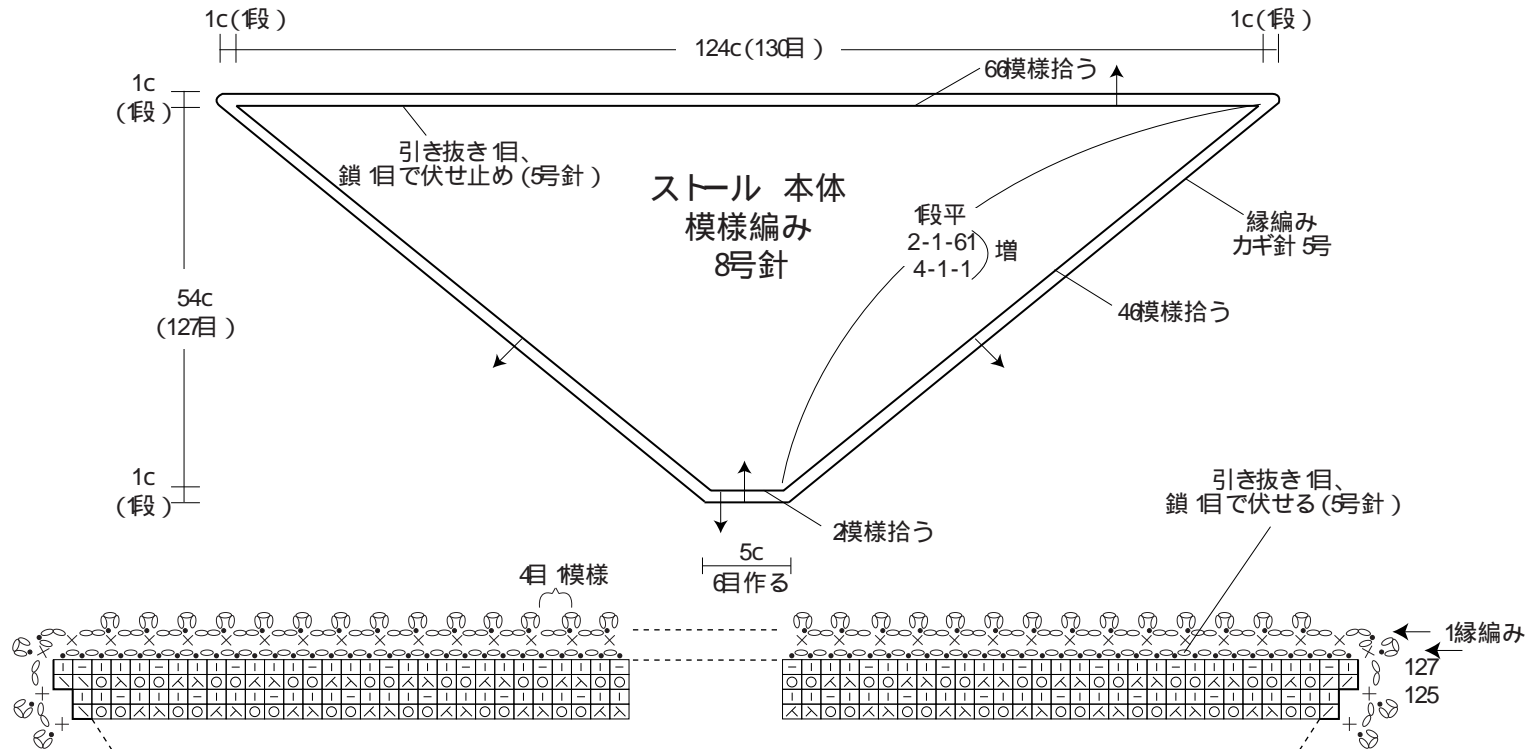 1c(1段)
1c(1段)
124c(130目)
66模様拾う
1c
(1段)
引き抜き1目、
鎖1目で伏せ止め(5号針)
ストール 本体
模様編み
8号針
1段平
2-1-61
4-1-1
増
縁編み
カギ針5号
46模様拾う
54c
(127目)
1c
(1段)
2模様拾う
5c
6目作る
引き抜き1目、
鎖1目で伏せる(5号針)
4目1模様
1縁編み
127
125